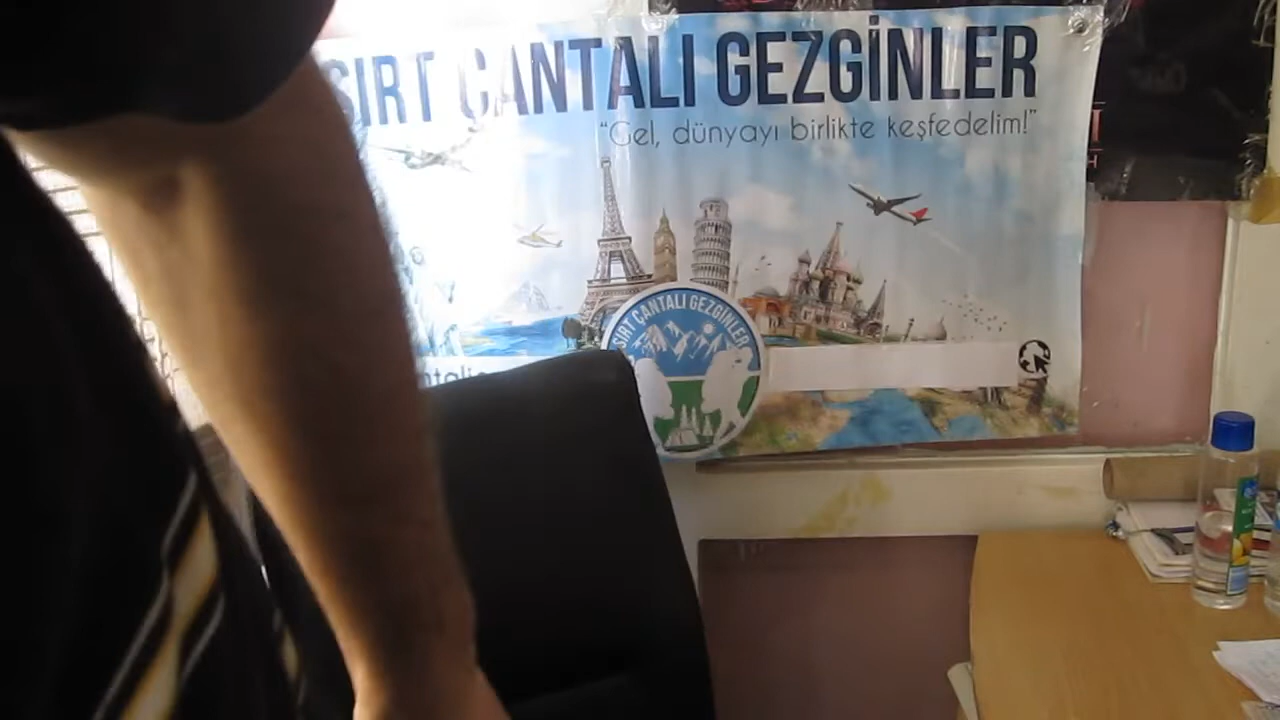 SIRT ÇANTALI GEZGİNLER
"Gel, dünyayı birlikte keşfedelim!"
SIRT ÇANTALI GEZGİNLER